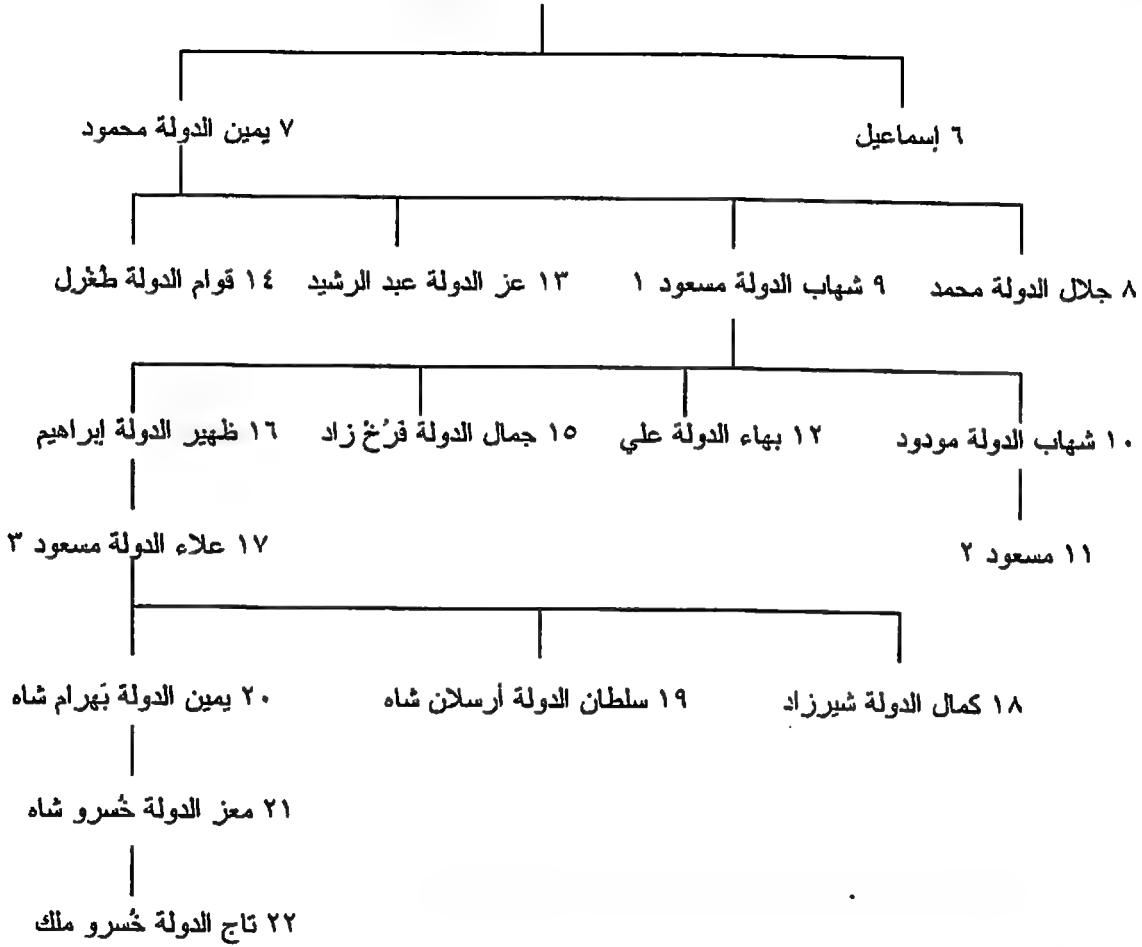 ٦ إسماعيل ٧ يمين الدولة محمود
٨ جلال الدولة محمد ٩ شهاب الدولة مسعود ١ ١٣ عز الدولة عبد الرشيد ١٤ قوام الدولة طُغْرِل
١٠ شهاب الدولة مودود ١٢ بهاء الدولة علي ١٥ جمال الدولة فَرُخْ زاد ١٦ ظهير الدولة إبراهيم
١١ مسعود ٢ ١٧ علاء الدولة مسعود ٣
١٨ كمال الدولة شيرزاد ١٩ سلطان الدولة أرسلان شاه ٢٠ يمين الدولة بَهرام شاه
٢١ معز الدولة خُسرو شاه
٢٢ تاج الدولة خُسرو ملك